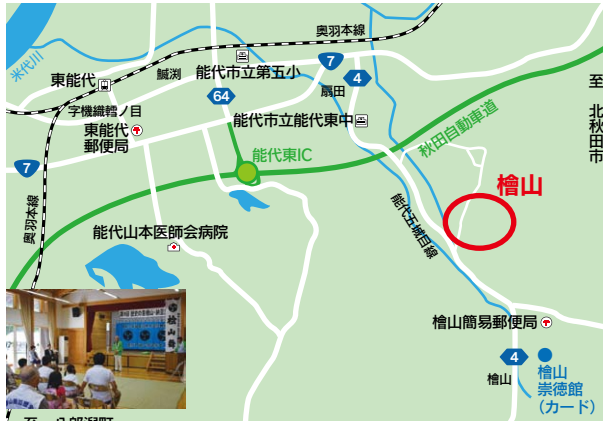 奥羽本線
米代川
東能代
鰄渕
能代市立第五小
7
4
64
扇田
字機織轌ノ目
東能代
郵便局
能代市立能代東中
秋田自動車道
至 北秋田市
7
能代東IC
檜山
奥羽本線
能代五城目線
能代山本医師会病院
檜山簡易郵便局
4
檜山
檜山
崇徳館
(カード)